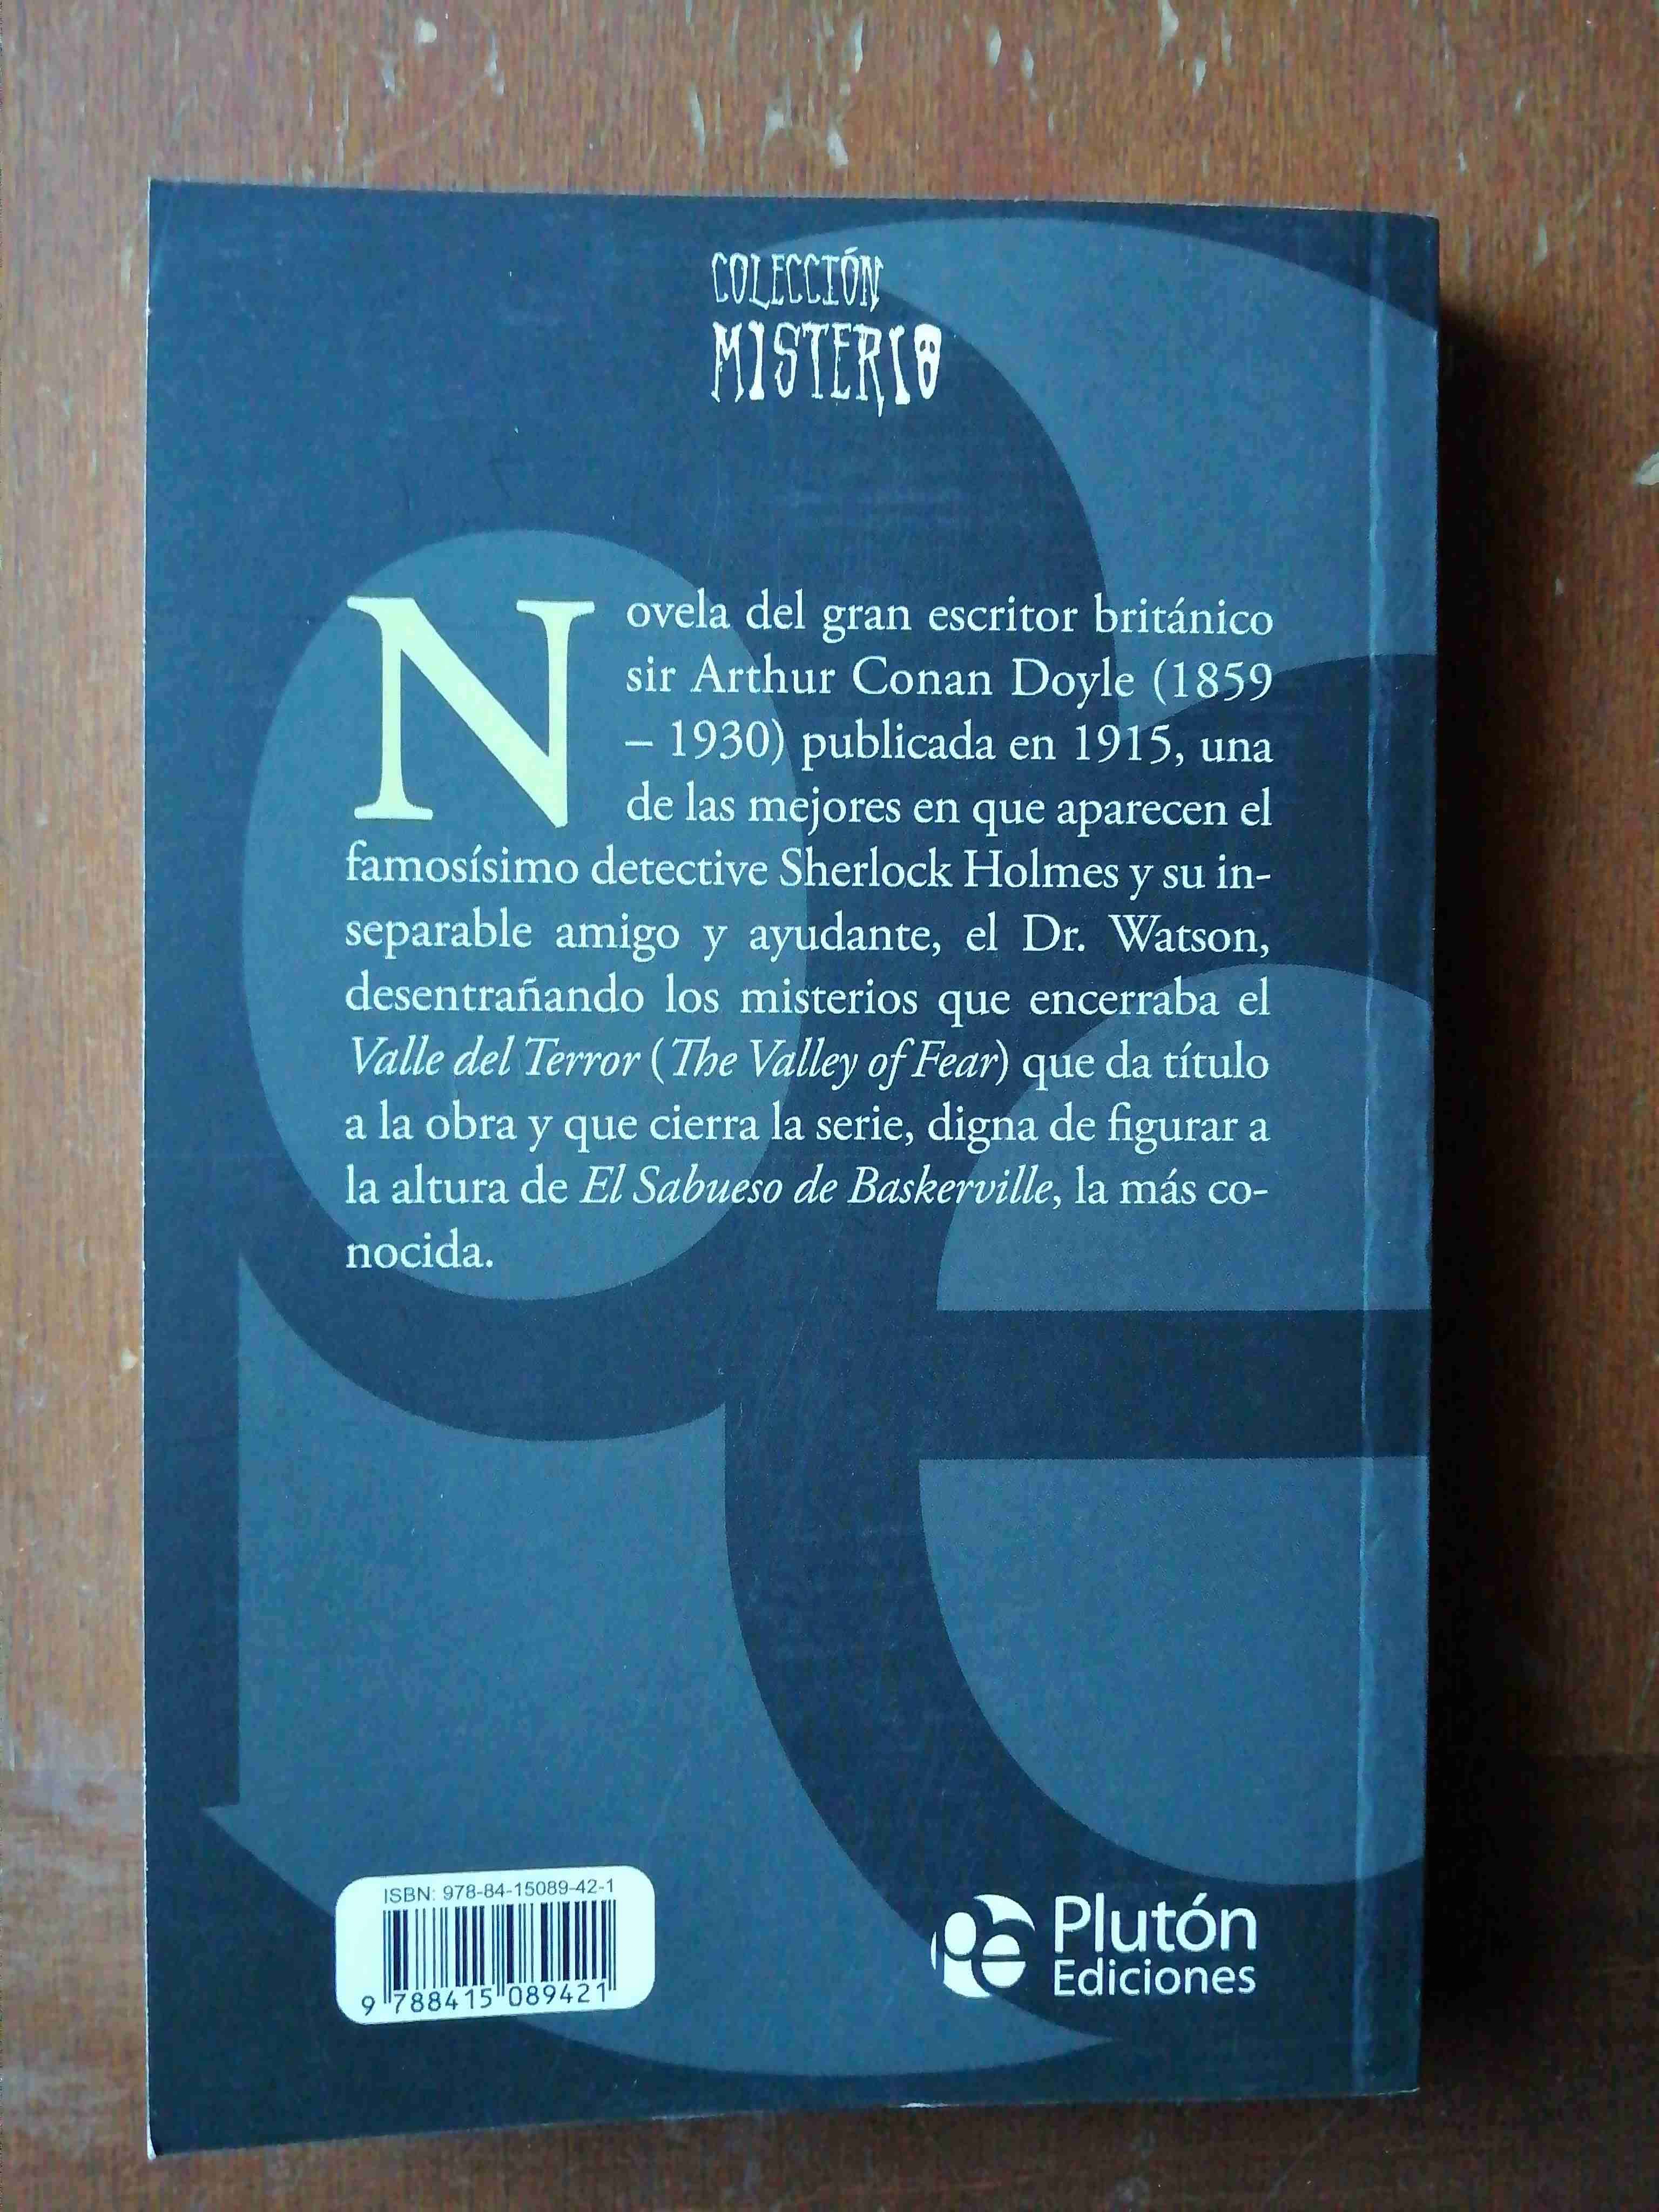 COLECCIÓN
MISTERIO
Novela del gran escritor británico
sir Arthur Conan Doyle (1859
– 1930) publicada en 1915, una
de las mejores en que aparecen el
famosísimo detective Sherlock Holmes y su in-
separable amigo y ayudante, el Dr. Watson,
desentrañando los misterios que encerraba el
Valle del Terror (The Valley of Fear) que da título
a la obra y que cierra la serie, digna de figurar a
la altura de El Sabueso de Baskerville, la más co-
nocida.
ISBN: 978-84-15089-42-1
9 788415 089421
pe Plutón
Ediciones